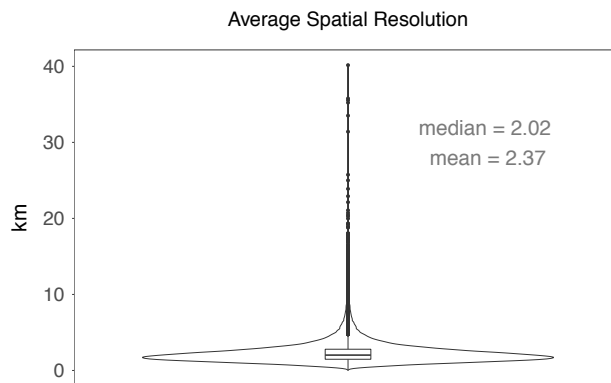 Average Spatial Resolution
40
median = 2.02
mean = 2.37
30
km
20
10
0